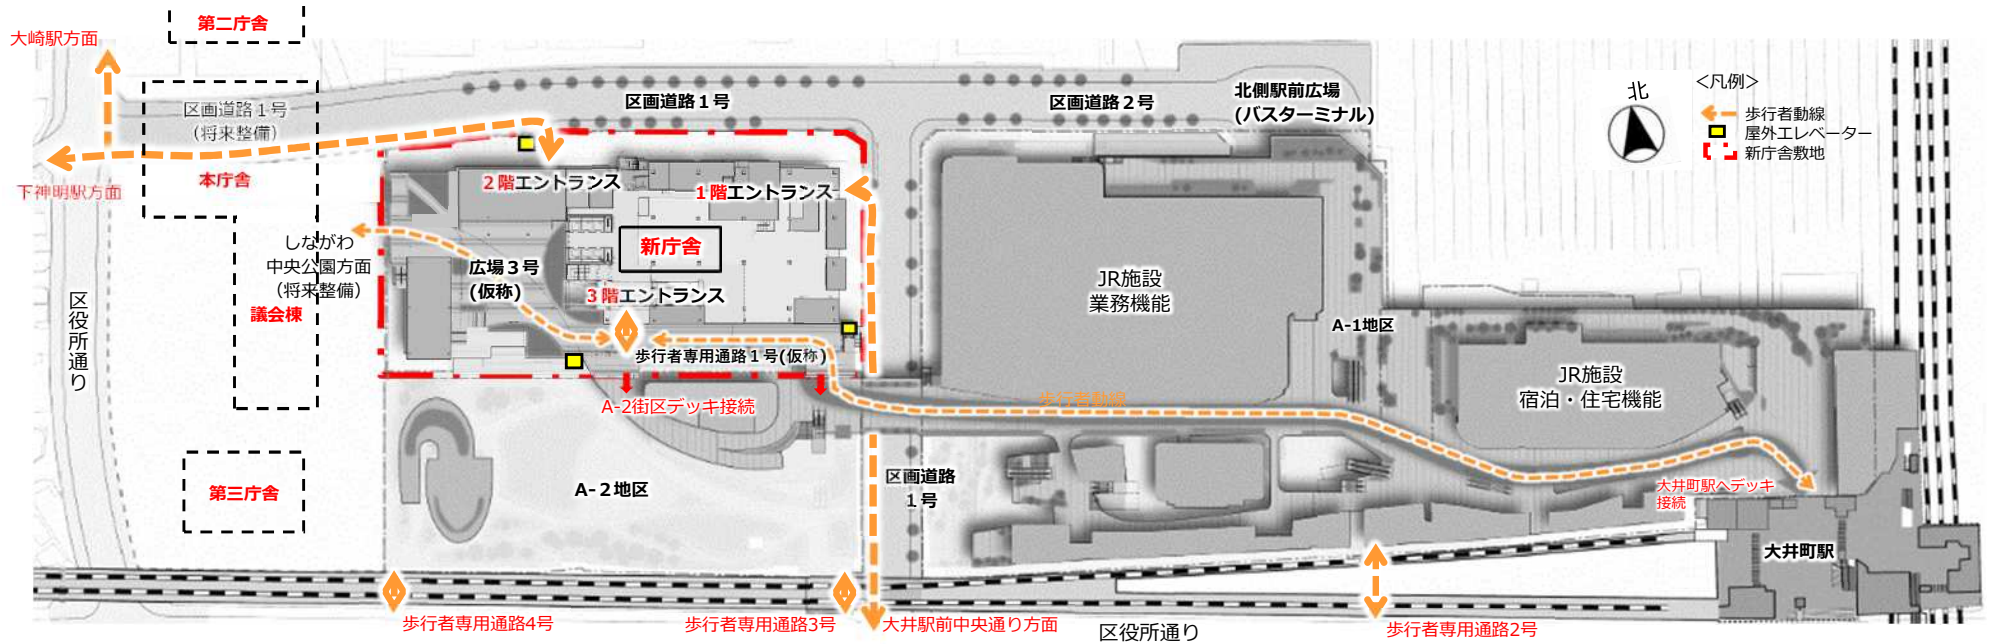 第二庁舎
大崎駅方面
区画道路１号
(将来整備)
本庁舎
下神明駅方面
しながわ
中央公園方面
(将来整備)
議会棟
区役所通り
第三庁舎
区画道路１号
２階エントランス
１階エントランス
新庁舎
広場３号
(仮称)
３階エントランス
歩行者専用通路１号(仮称)
A-2街区デッキ接続
A-２地区
区画道路２号
北側駅前広場
(バスターミナル)
北
＜凡例＞
歩行者動線
屋外エレベーター
新庁舎敷地
JR施設
業務機能
A-1地区
JR施設
宿泊・住宅機能
歩行者動線
区画道路
１号
大井町駅へデッキ
接続
大井町駅
歩行者専用通路4号
歩行者専用通路3号
大井駅前中央通り方面
区役所通り
歩行者専用通路2号